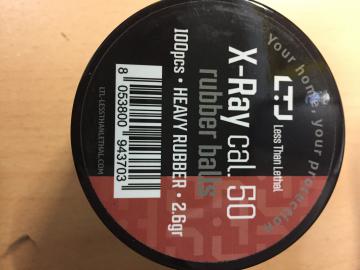 Your home, your protection
LTL
Less Than Lethal
X-Ray cal. 50
rubber balls
100pcs • HEAVY RUBBER • 2.6gr
8 053800 943703
LTL-LESSTHANLETHAL.COM